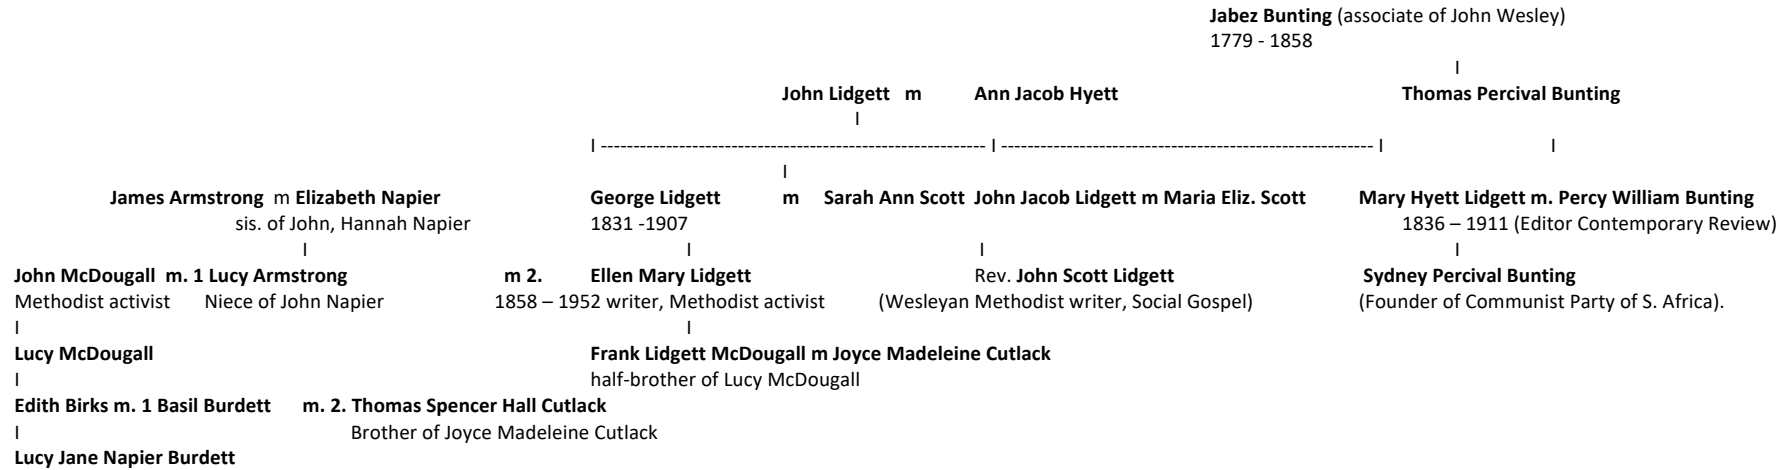 Jabez Bunting (associate of John Wesley)
1779 - 1858
I
John Lidgett m Ann Jacob Hyett Thomas Percival Bunting
I
I ---------------------------------------------------------- I -------------------------------------------------------- I I
I
James Armstrong m Elizabeth Napier George Lidgett m Sarah Ann Scott John Jacob Lidgett m Maria Eliz. Scott Mary Hyett Lidgett m. Percy William Bunting
sis. of John, Hannah Napier 1831 -1907 1836 – 1911 (Editor Contemporary Review)
I I I I
John McDougall m. 1 Lucy Armstrong m 2. Ellen Mary Lidgett Rev. John Scott Lidgett Sydney Percival Bunting
Methodist activist Niece of John Napier 1858 – 1952 writer, Methodist activist (Wesleyan Methodist writer, Social Gospel) (Founder of Communist Party of S. Africa).
I I
Lucy McDougall Frank Lidgett McDougall m Joyce Madeleine Cutlack
I half-brother of Lucy McDougall
Edith Birks m. 1 Basil Burdett m. 2. Thomas Spencer Hall Cutlack
I Brother of Joyce Madeleine Cutlack
Lucy Jane Napier Burdett